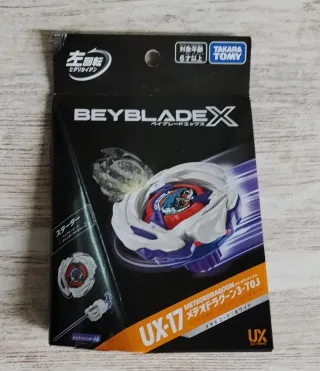 左回転
ヒダリカイテン
対象年齢
6才以上
TAKARA
TOMY
BEYBLADE X
ベイブレードエックス
スターター
METEORDRAGOON
UX-17 メテオドラグーン3-70J
UX